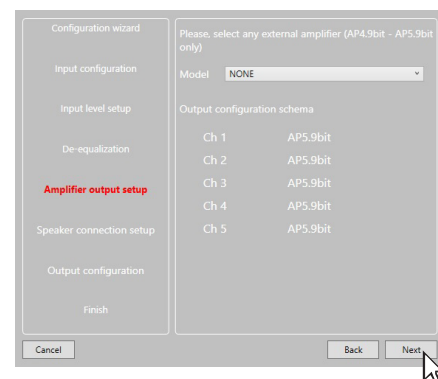 Configuration wizard
Input configuration
Input level setup
De-equalization
Amplifier output setup
Speaker connection setup
Output configuration
Finish
Please, select any external amplifier (AP4.9bit - AP5.9bit
only)
Model NONE
Output configuration schema
Ch 1 AP5.9bit
Ch 2 AP5.9bit
Ch 3 AP5.9bit
Ch 4 AP5.9bit
Ch 5 AP5.9bit
Cancel Back Next